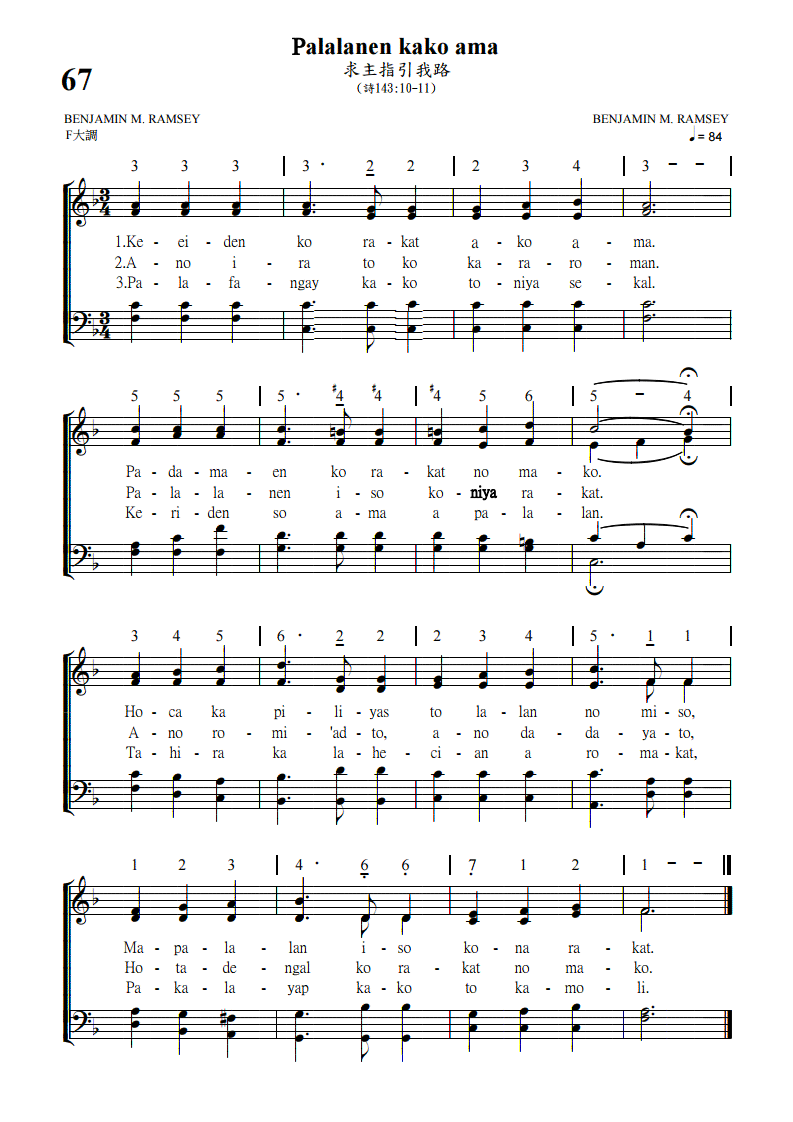 Palalanen kako ama
求主指引我路
(詩143:10-11)
67
BENJAMIN M. RAMSEY BENJAMIN M. RAMSEY
F大調 ♩= 84
3 3 3 | 3 · 2 2 | 2 3 4 | 3 - - |
1.Ke - ei - den ko ra - kat a - ko a - ma.
2.A - no i - ra to ko ka - ra - ro - man.
3.Pa - la - fa - ngay ka - ko to - niya se - kal.
5 5 5 | 5 · #4 #4 | #4 5 6 | 5 - 4 |
Pa - da - ma - en ko ra - kat no ma - ko.
Pa - la - la - nen i - so ko - niya ra - kat.
Ke - ri - den so a - ma a pa - la - lan.
3 4 5 | 6 · 2 2 | 2 3 4 | 5 · 1 1 |
Ho - ca ka pi - li - yas to la - lan no mi - so,
A - no ro - mi - 'ad - to, a - no da - da - ya - to,
Ta - hi - ra ka la - he - ci - an a ro - ma - kat,
1 2 3 | 4 · 6 6 | 7 1 2 | 1 - - ‖
Ma - pa - la - lan i - so ko - na ra - kat.
Ho - ta - de - ngal ko ra - kat no ma - ko.
Pa - ka - la - yap ka - ko to ka - mo - li.